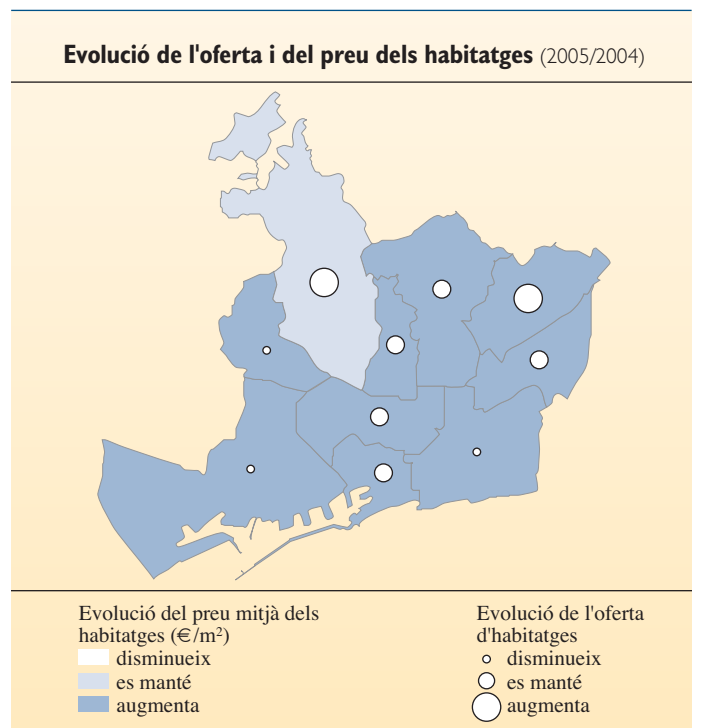 Evolució de l'oferta i del preu dels habitatges (2005/2004)
Evolució del preu mitjà dels
habitatges (€/m²)
disminueix
es manté
augmenta
Evolució de l'oferta
d'habitatges
disminueix
es manté
augmenta